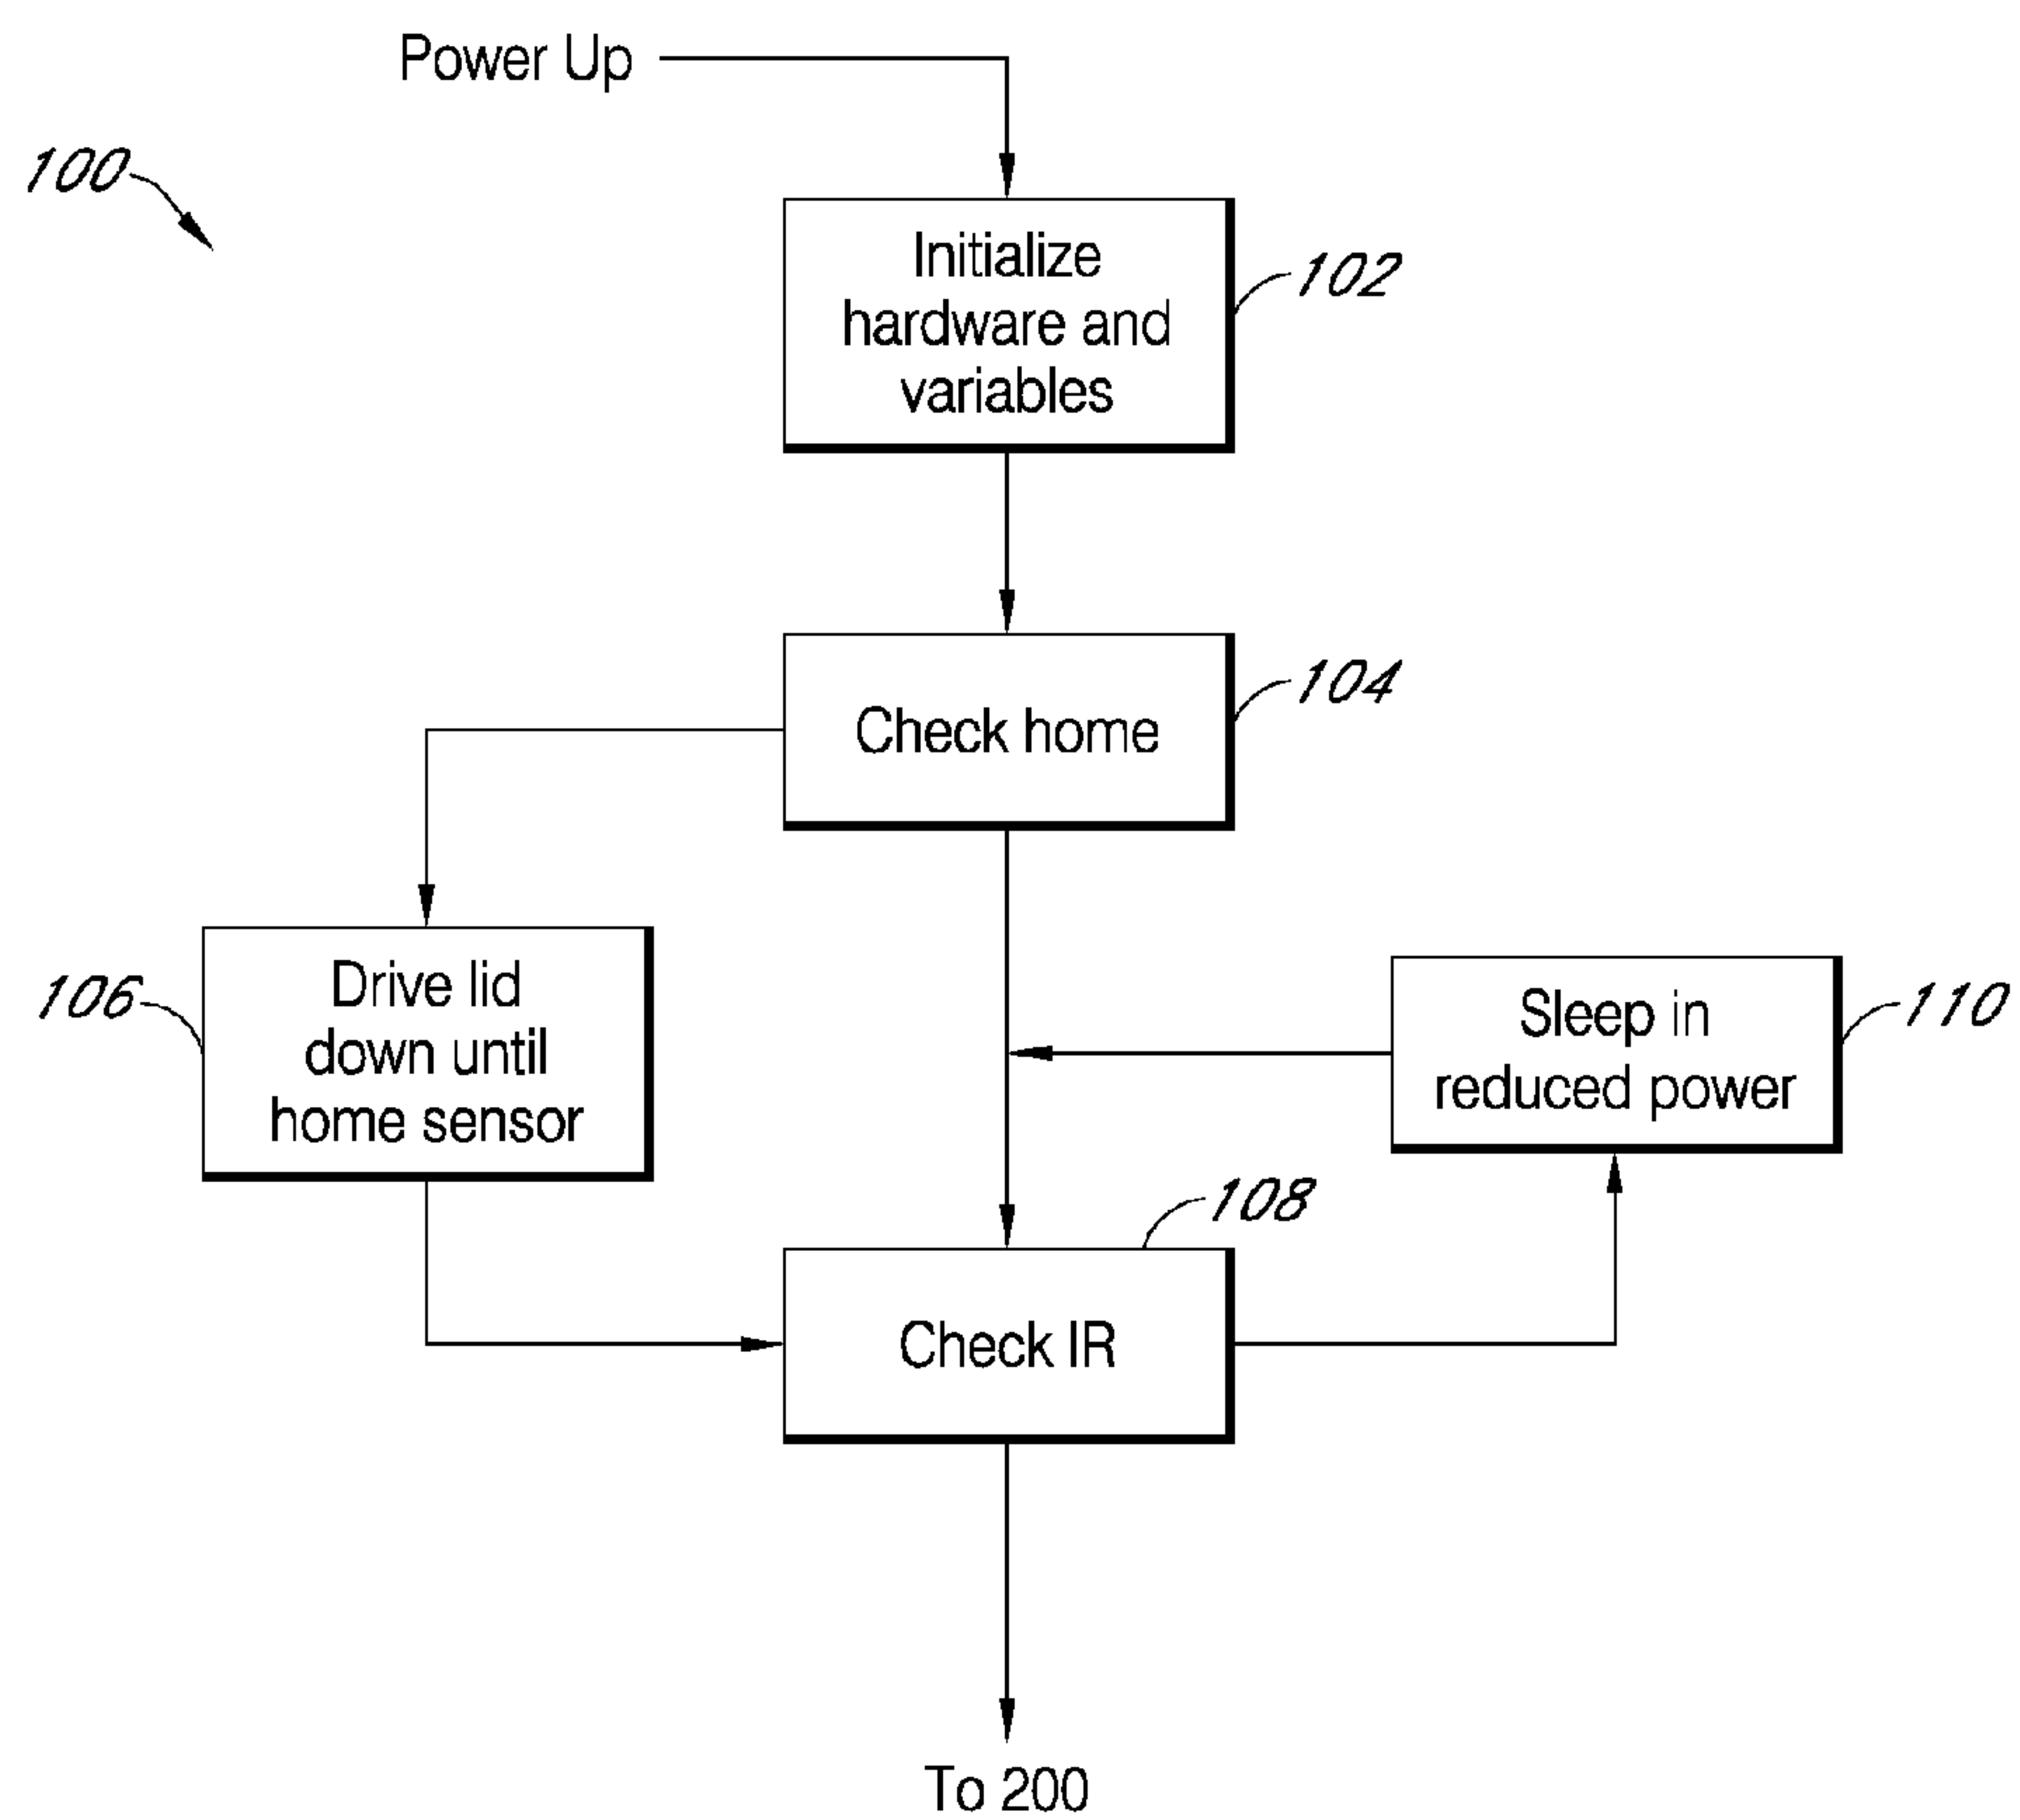 Power Up
100
Initialize
hardware and
variables
102
Check home
104
Drive lid
down until
home sensor
106
Sleep in
reduced power
110
108
Check IR
To 200